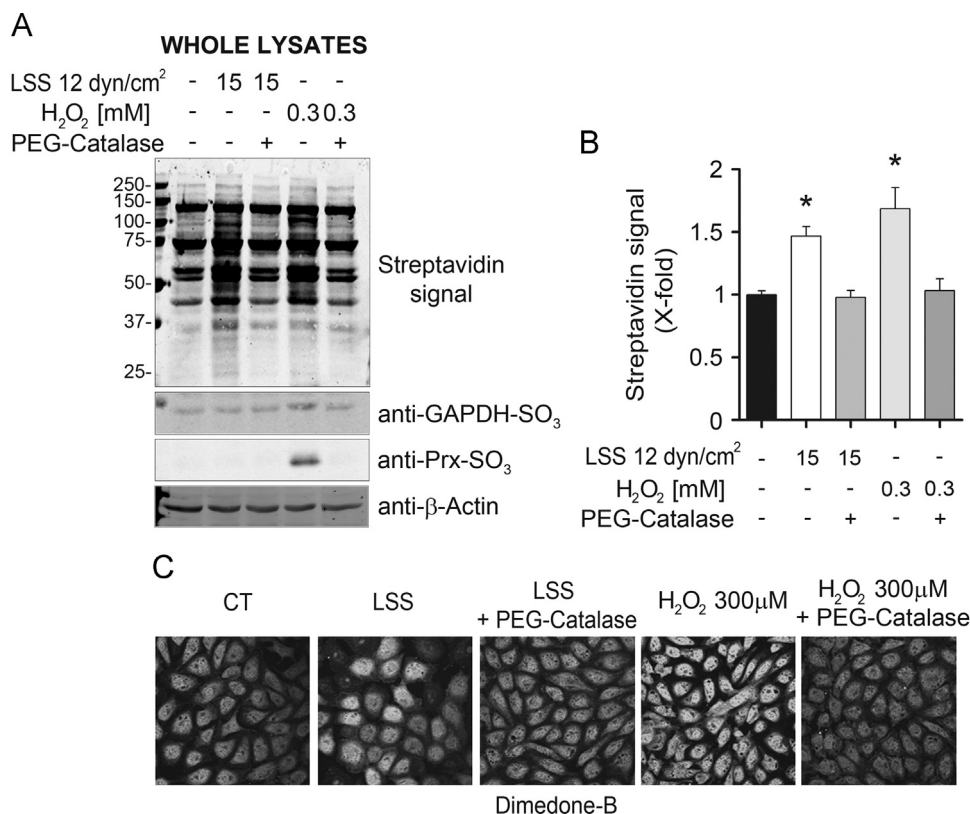 A
WHOLE LYSATES
LSS 12 dyn/cm² - 15 15 - -
H₂O₂ [mM] - - - 0.3 0.3
PEG-Catalase - - + - +
250-
150-
100-
75-
50-
37-
25-
Streptavidin
signal
anti-GAPDH-SO₃
anti-Prx-SO₃
anti-β-Actin
B
Streptavidin signal
(X-fold)
2
1.5
1
0.5
0
* *
LSS 12 dyn/cm² - 15 15 - -
H₂O₂ [mM] - - - 0.3 0.3
PEG-Catalase - - + - +
C
CT
LSS
LSS
+ PEG-Catalase
H₂O₂ 300μM
H₂O₂ 300μM
+ PEG-Catalase
Dimedone-B